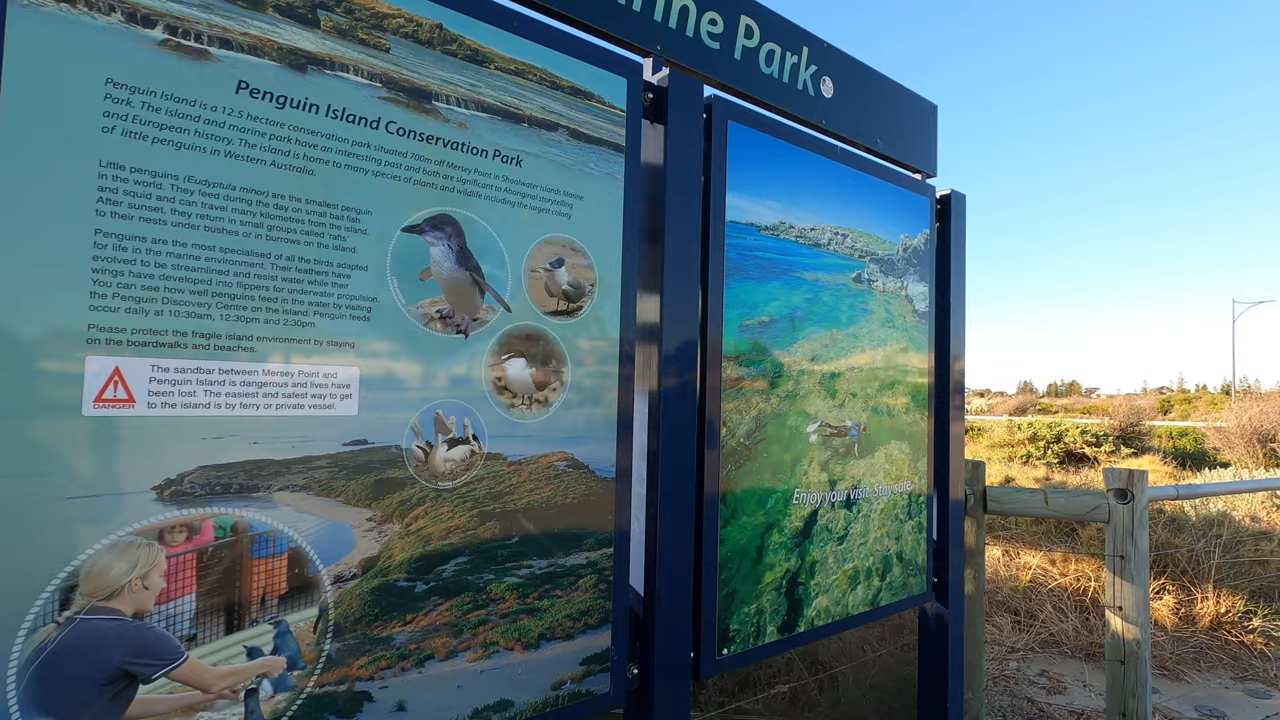 Park
Penguin Island Conservation Park
Penguin Island is a 12.5 hectare conservation park situated 700m off Mersey Point in Shoalwater Islands Marine
Park. The island and marine park have an interesting past and both are significant to Aboriginal storytelling
and European history. The island is home to many species of plants and wildlife including the largest colony
of little penguins in Western Australia.
Little penguins (Eudyptula minor) are the smallest penguin
in the world. They feed during the day on small bait fish
and squid and can travel many kilometres from the island.
After sunset, they return in small groups called 'rafts'
to their nests under bushes or in burrows on the island.
Penguins are the most specialised of all the birds adapted
for life in the marine environment. Their feathers have
evolved to be streamlined and resist water while their
wings have developed into flippers for underwater propulsion.
You can see how well penguins feed in the water by visiting
the Penguin Discovery Centre on the island. Penguin feeds
occur daily at 10:30am, 12:30pm and 2:30pm.
Please protect the fragile island environment by staying
on the boardwalks and beaches.
DANGER
The sandbar between Mersey Point and
Penguin Island is dangerous and lives have
been lost. The easiest and safest way to get
to the island is by ferry or private vessel.
Enjoy your visit. Stay safe.